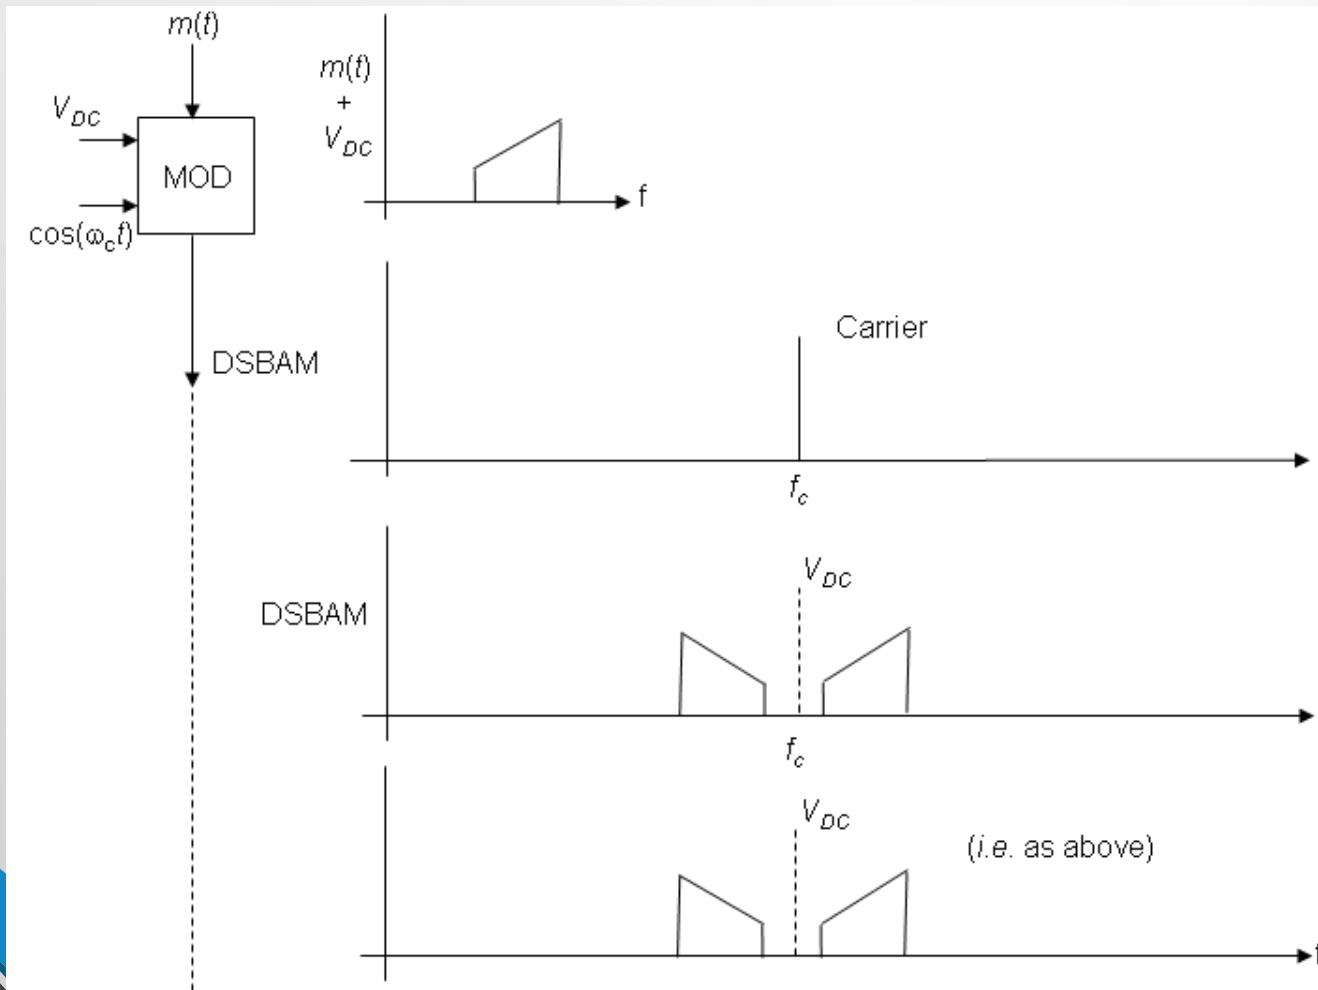 m(t)
V_DC
MOD
cos(ω_c t)
DSBAM
m(t)
+
V_DC
f
Carrier
f_c
DSBAM
V_DC
f_c
V_DC
(i.e. as above)
f